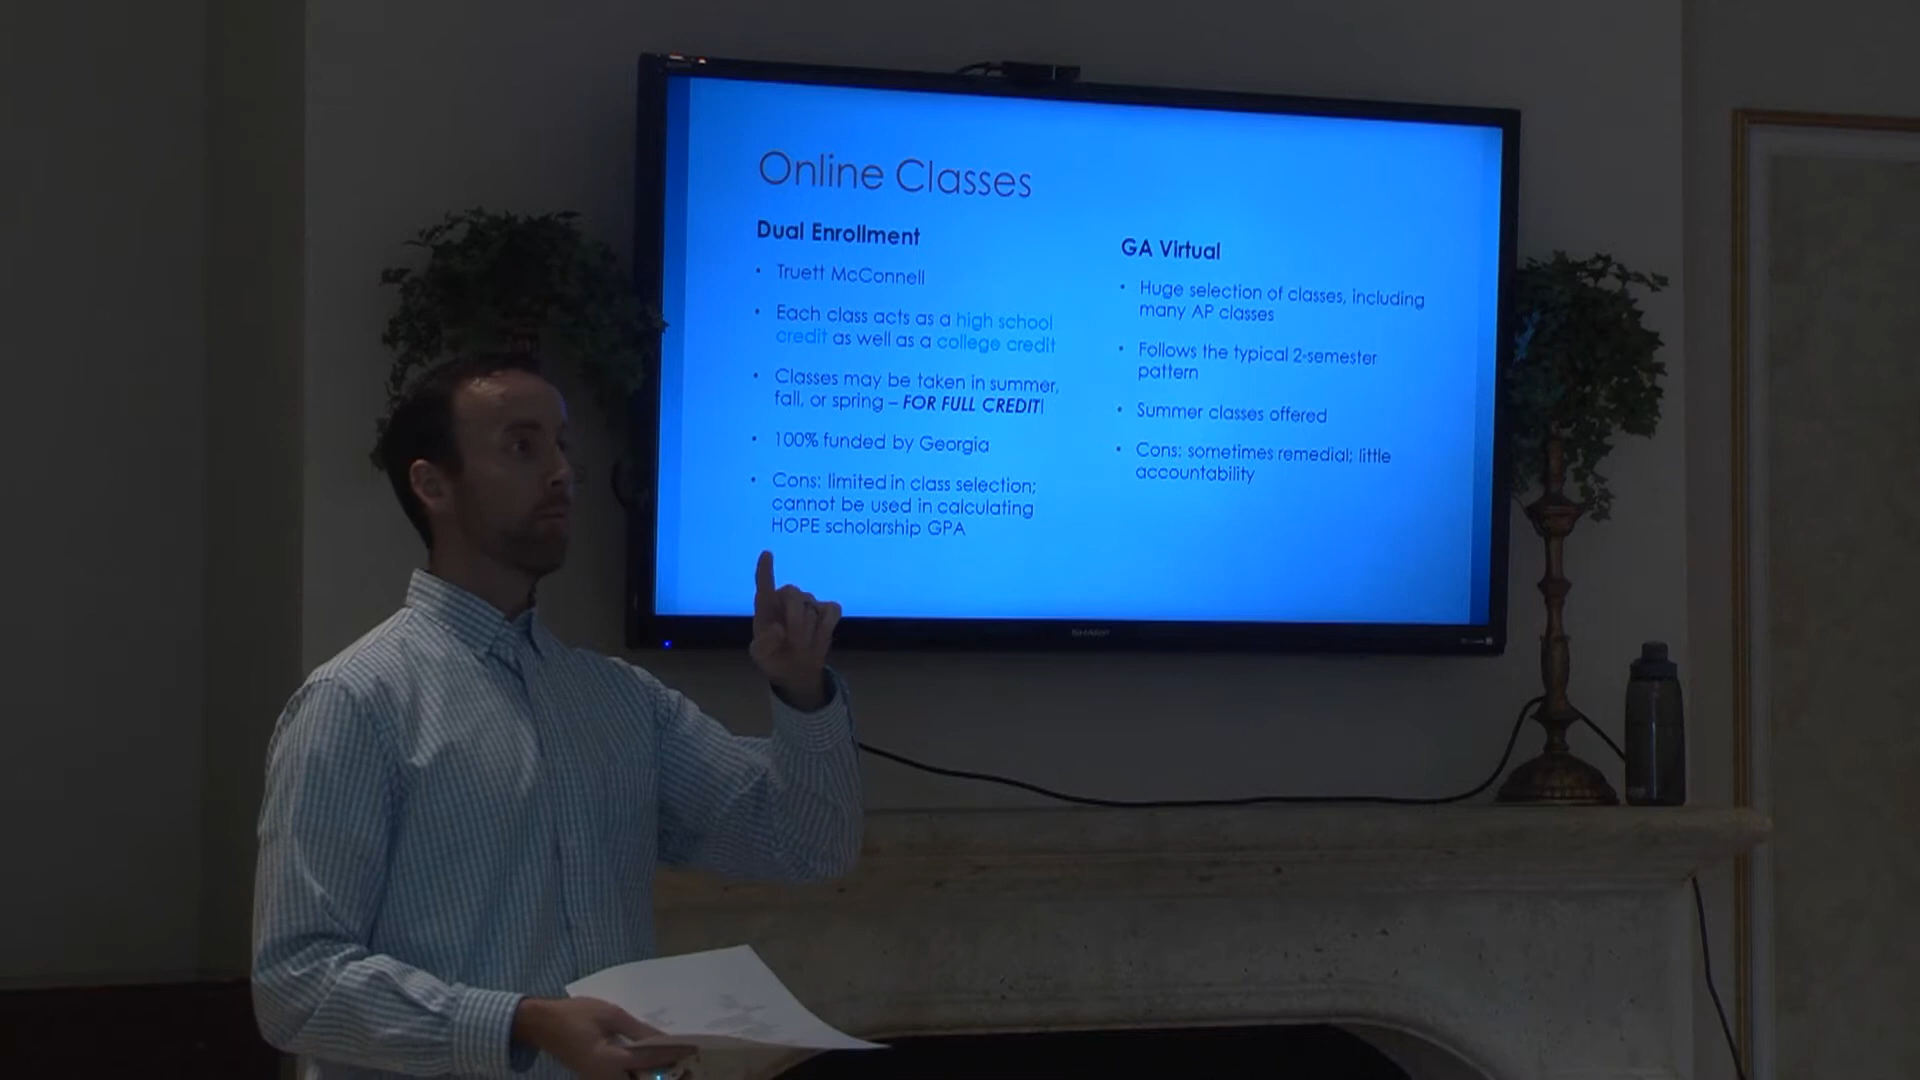 Online Classes
Dual Enrollment
• Truett McConnell
• Each class acts as a high school
credit as well as a college credit
• Classes may be taken in summer,
fall, or spring – FOR FULL CREDIT!
• 100% funded by Georgia
• Cons: limited in class selection;
cannot be used in calculating
HOPE scholarship GPA
GA Virtual
• Huge selection of classes, including
many AP classes
• Follows the typical 2-semester
pattern
• Summer classes offered
• Cons: sometimes remedial; little
accountability
SHARP